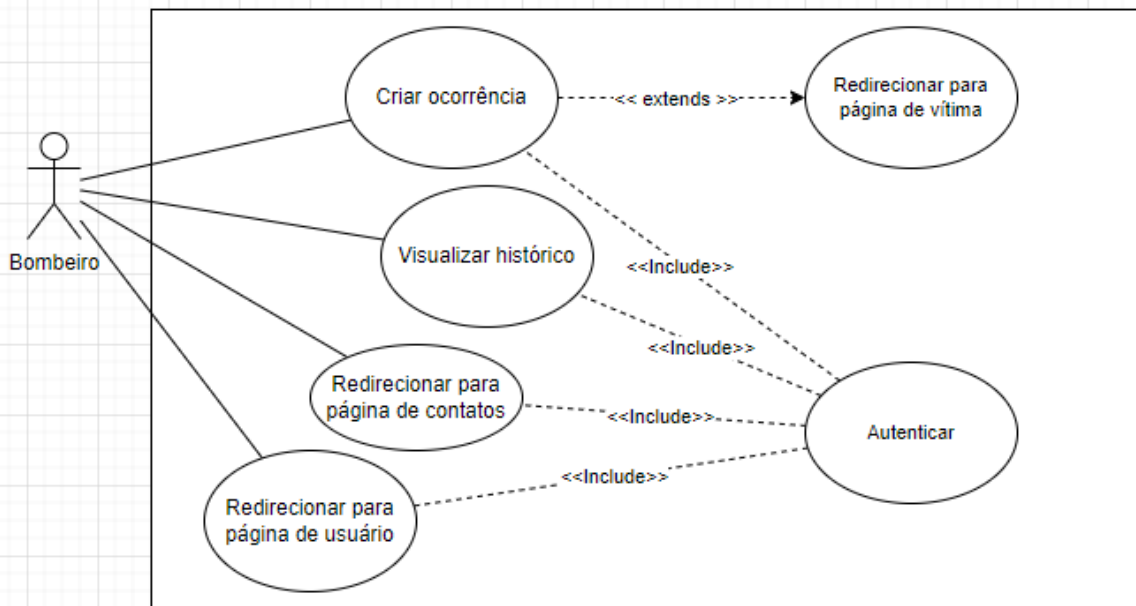 Criar ocorrência
<< extends >>
Redirecionar para
página de vítima
Bombeiro
Visualizar histórico
<<Include>>
<<Include>>
Redirecionar para
página de contatos
<<Include>>
Autenticar
<<Include>>
Redirecionar para
página de usuário